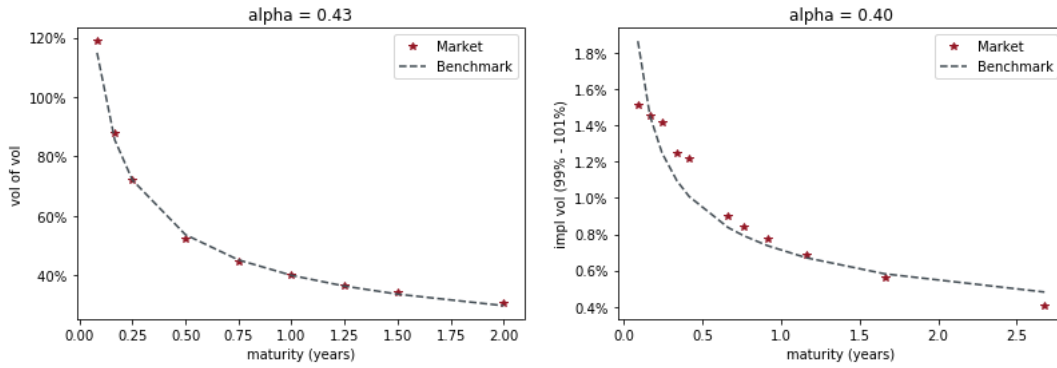 alpha = 0.43
120%
100%
80%
60%
40%
vol of vol
0.00 0.25 0.50 0.75 1.00 1.25 1.50 1.75 2.00
maturity (years)
Market
Benchmark
alpha = 0.40
1.8%
1.6%
1.4%
1.2%
1.0%
0.8%
0.6%
0.4%
impl vol (99% - 101%)
0.0 0.5 1.0 1.5 2.0 2.5
maturity (years)
Market
Benchmark